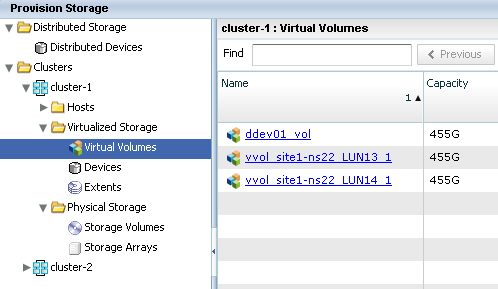 Provision Storage
Distributed Storage
Distributed Devices
Clusters
cluster-1
Hosts
Virtualized Storage
Virtual Volumes
Devices
Extents
Physical Storage
Storage Volumes
Storage Arrays
cluster-2
cluster-1 : Virtual Volumes
Find
Previous
Name
Capacity
1
ddev01_vol 455G
vvol_site1-ns22_LUN13_1 455G
vvol_site1-ns22_LUN14_1 455G